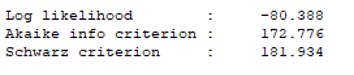 Log likelihood : -80.388
Akaike info criterion : 172.776
Schwarz criterion : 181.934